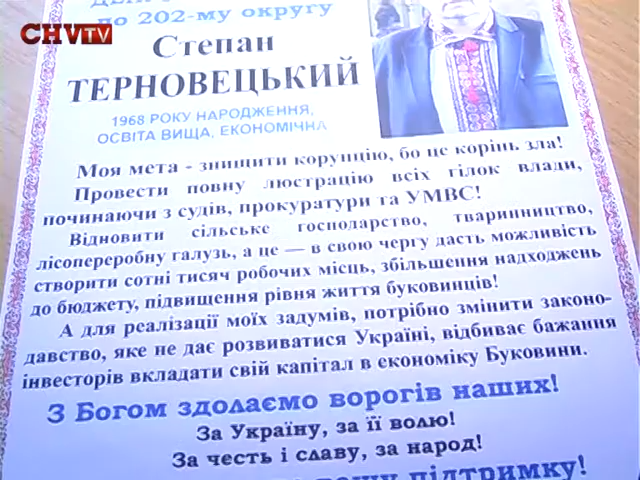 CHVTV
по 202-му округу
Степан
ТЕРНОВЕЦЬКИЙ
1968 РОКУ НАРОДЖЕННЯ,
ОСВІТА ВИЩА, ЕКОНОМІЧНА
Моя мета - знищити корупцію, бо це корінь зла!
Провести повну люстрацію всіх гілок влади,
починаючи з судів, прокуратури та УМВС!
Відновити сільське господарство, тваринництво,
лісопереробну галузь, а це — в свою чергу дасть можливість
створити сотні тисяч робочих місць, збільшення надходжень
до бюджету, підвищення рівня життя буковинців!
А для реалізації моїх задумів, потрібно змінити законо-
давство, яке не дає розвиватися Україні, відбиває бажання
інвесторів вкладати свій капітал в економіку Буковини.
З Богом здолаємо ворогів наших!
За Україну, за її волю!
За честь і славу, за народ!
вашу підтримку!